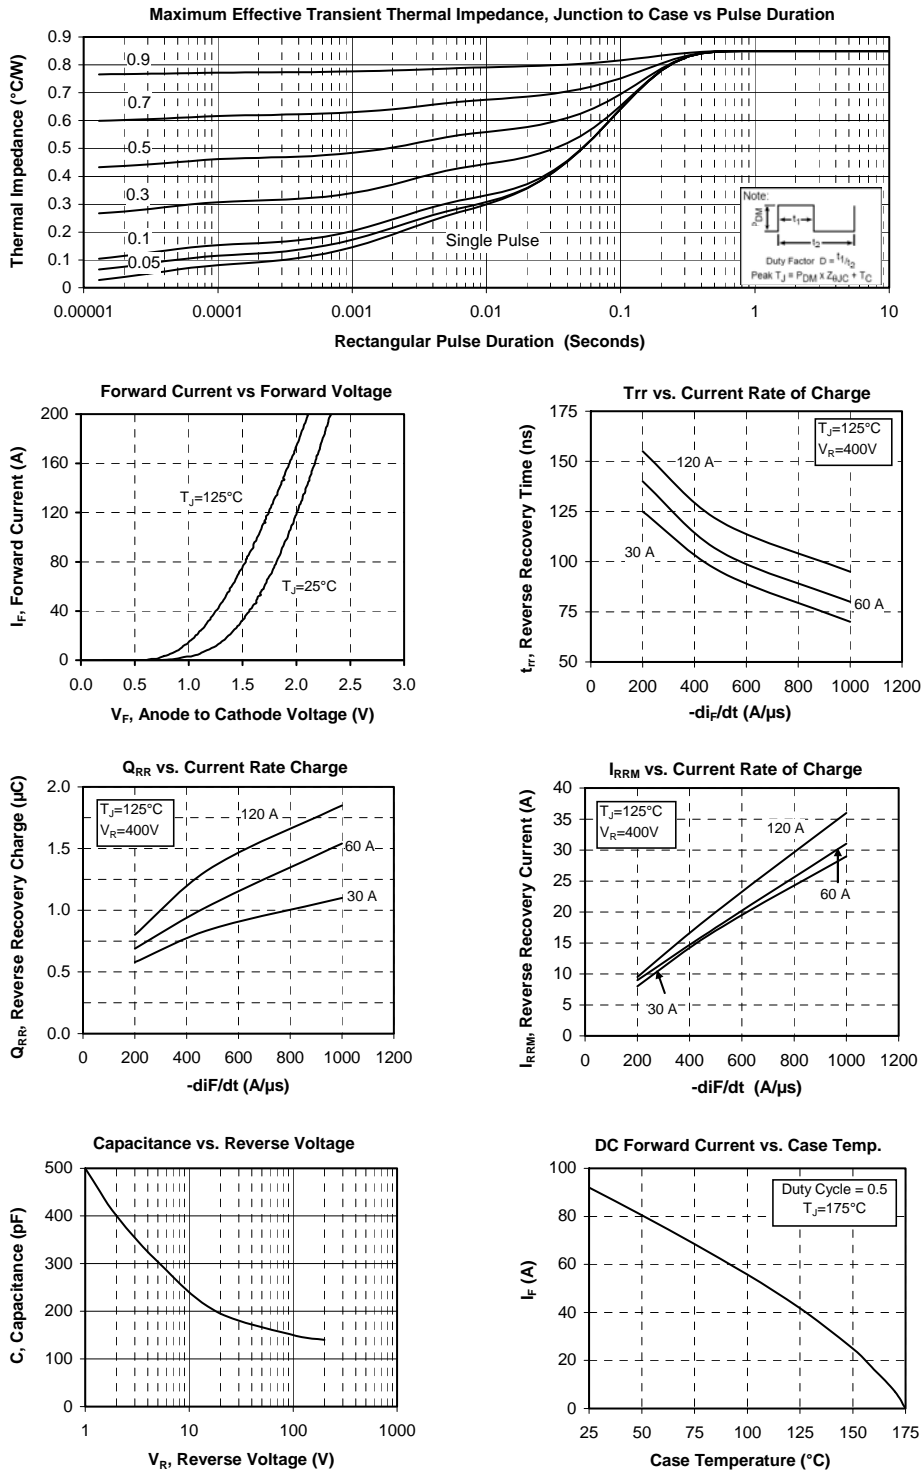 Maximum Effective Transient Thermal Impedance, Junction to Case vs Pulse Duration
Thermal Impedance (°C/W)
0.9
0.8
0.7
0.6
0.5
0.4
0.3
0.2
0.1
0
0.9
0.7
0.5
0.3
0.1
0.05
Single Pulse
Note:
PDM
t1
t2
Duty Factor D = t1/t2
Peak TJ = PDM x ZθJC + TC
0.00001 0.0001 0.001 0.01 0.1 1 10
Rectangular Pulse Duration (Seconds)
Forward Current vs Forward Voltage
IF, Forward Current (A)
200
160
120
80
40
0
TJ=125°C
TJ=25°C
0.0 0.5 1.0 1.5 2.0 2.5 3.0
VF, Anode to Cathode Voltage (V)
Trr vs. Current Rate of Charge
trr, Reverse Recovery Time (ns)
175
150
125
100
75
50
TJ=125°C
VR=400V
120 A
30 A
60 A
0 200 400 600 800 1000 1200
-diF/dt (A/µs)
QRR vs. Current Rate Charge
QRR, Reverse Recovery Charge (µC)
2.0
1.5
1.0
0.5
0.0
TJ=125°C
VR=400V
120 A
60 A
30 A
0 200 400 600 800 1000 1200
-diF/dt (A/µs)
IRRM vs. Current Rate of Charge
IRRM, Reverse Recovery Current (A)
40
35
30
25
20
15
10
5
0
TJ=125°C
VR=400V
120 A
60 A
30 A
0 200 400 600 800 1000 1200
-diF/dt (A/µs)
Capacitance vs. Reverse Voltage
C, Capacitance (pF)
500
400
300
200
100
0
1 10 100 1000
VR, Reverse Voltage (V)
DC Forward Current vs. Case Temp.
IF (A)
100
80
60
40
20
0
Duty Cycle = 0.5
TJ=175°C
25 50 75 100 125 150 175
Case Temperature (°C)